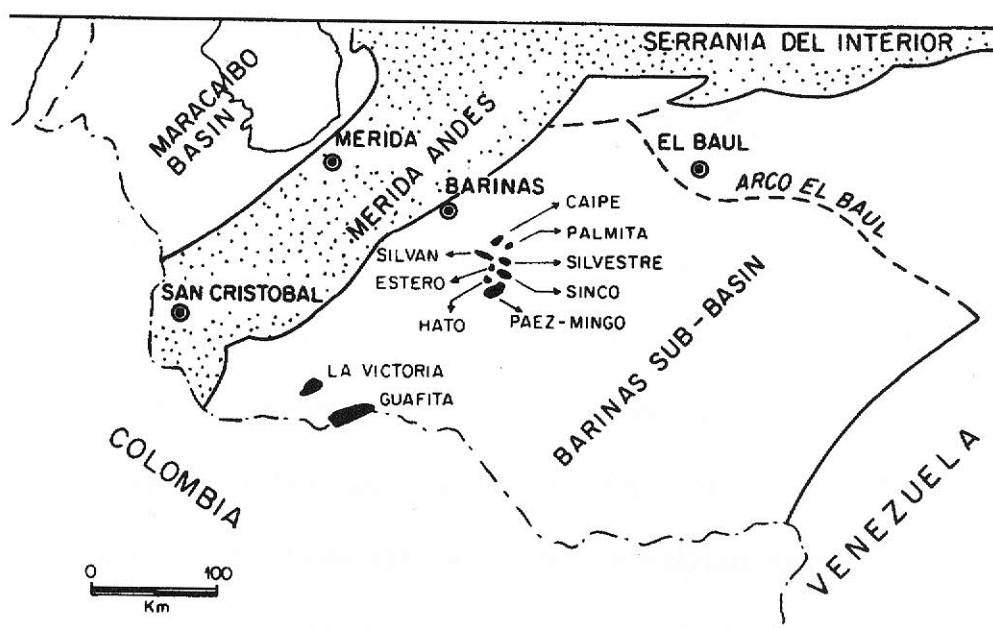 SERRANIA DEL INTERIOR
MARACAIBO
BASIN
MERIDA
MERIDA ANDES
EL BAUL
ARCO EL BAUL
BARINAS
CAIPE
PALMITA
SILVAN
SILVESTRE
ESTERO
SINCO
HATO
PAEZ-MINGO
SAN CRISTOBAL
BARINAS SUB-BASIN
LA VICTORIA
GUAFITA
COLOMBIA
VENEZUELA
0 100
Km